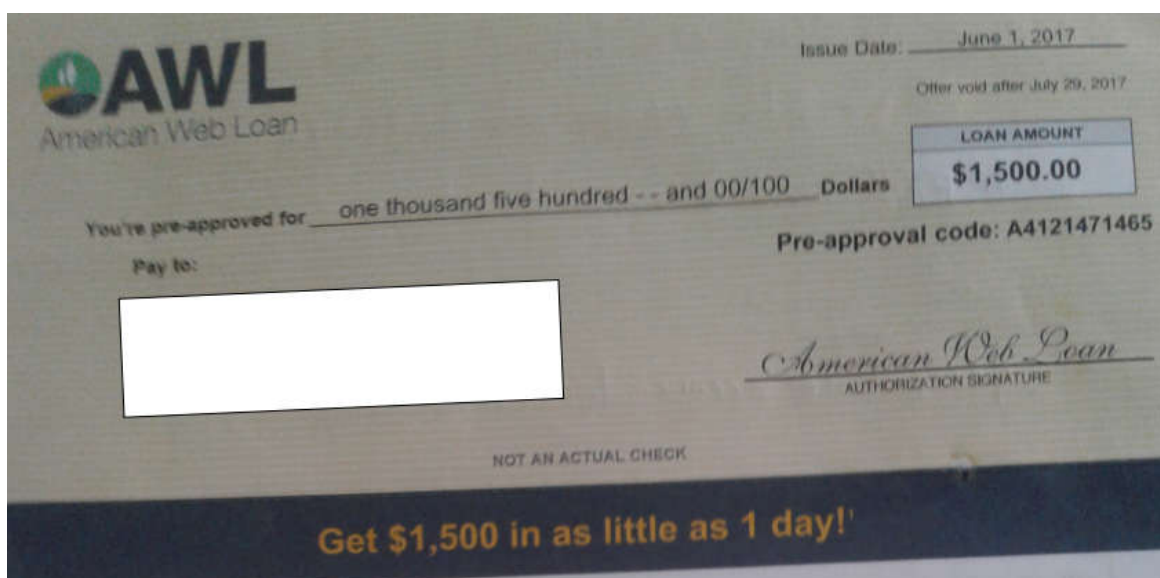 AWL
American Web Loan
Issue Date: June 1, 2017
Offer void after July 29, 2017
LOAN AMOUNT
$1,500.00
You're pre-approved for one thousand five hundred - - and 00/100 Dollars
Pre-approval code: A4121471465
Pay to:
American Web Loan
AUTHORIZATION SIGNATURE
NOT AN ACTUAL CHECK
Get $1,500 in as little as 1 day!¹